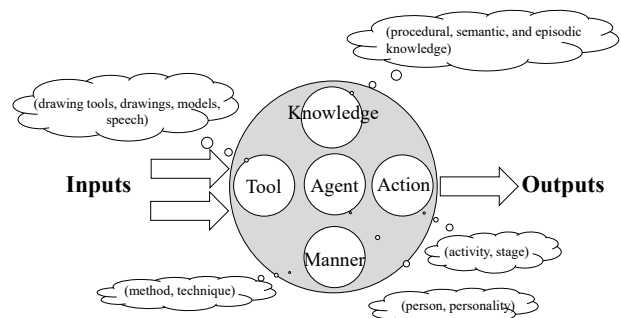 (procedural, semantic, and episodic
knowledge)
(drawing tools, drawings, models,
speech)
Knowledge
Inputs
Tool
Agent
Action
Outputs
Manner
(activity, stage)
(method, technique)
(person, personality)